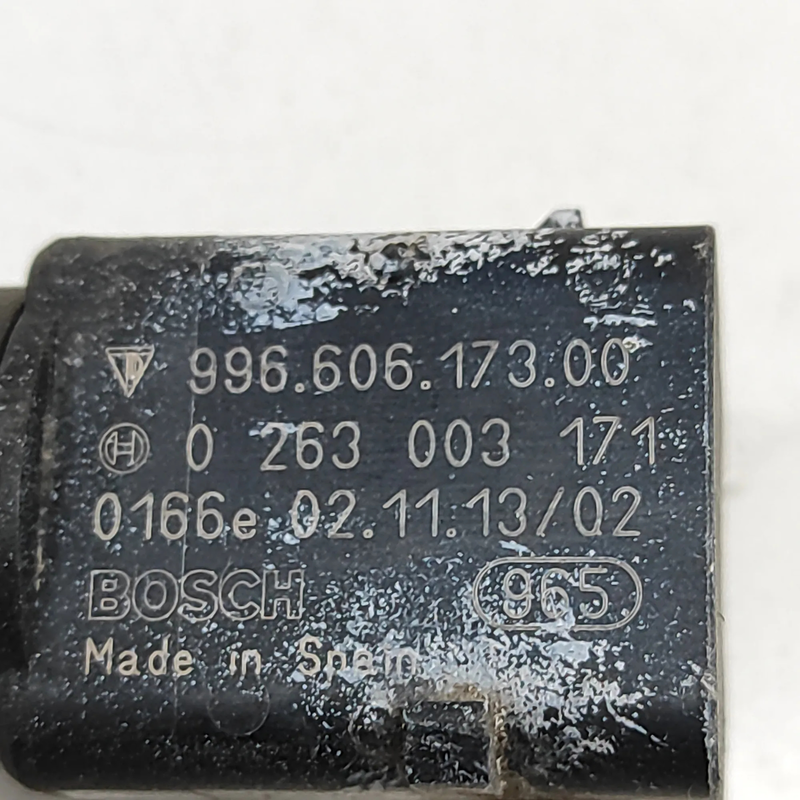 996.606.173.00
0 263 003 171
0166e 02.11.13/02
BOSCH 965
Made in Spain